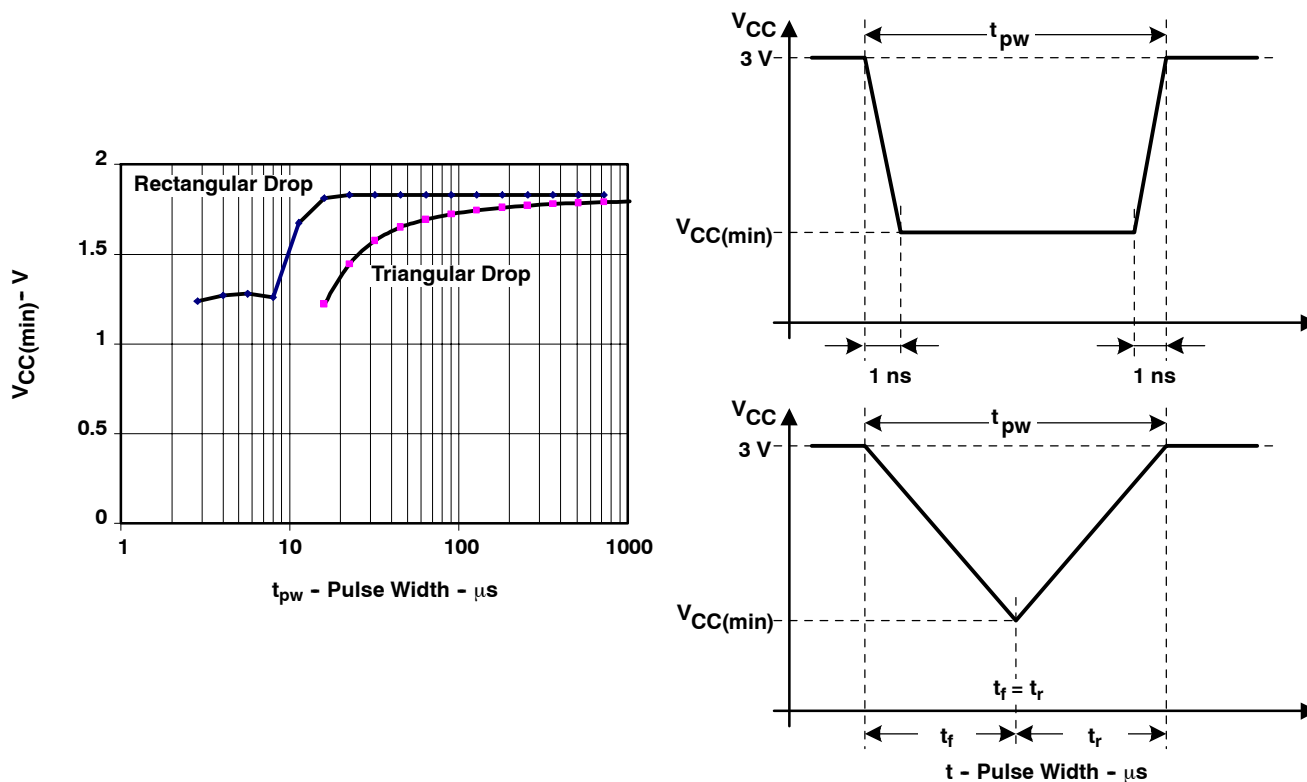 2
1.5
1
0.5
0
VCC(min) - V
Rectangular Drop
Triangular Drop
1 10 100 1000
tpw - Pulse Width - μs
VCC
3 V
tpw
VCC(min)
1 ns 1 ns
VCC
3 V
tpw
VCC(min)
tf = tr
tf tr
t - Pulse Width - μs